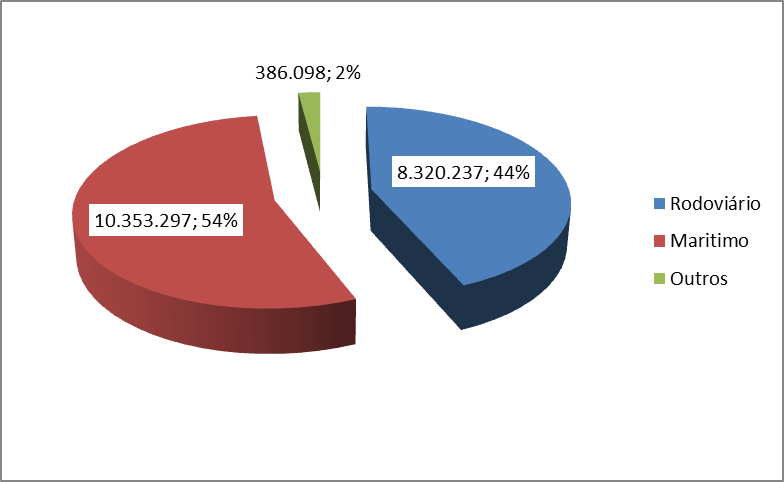 386.098; 2%
8.320.237; 44%
10.353.297; 54%
Rodoviário
Maritimo
Outros